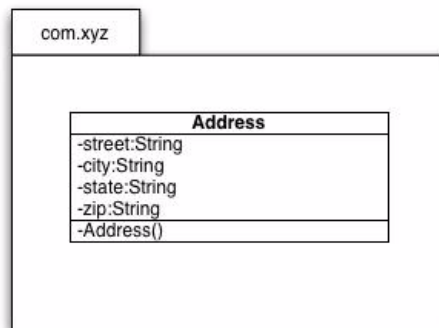 com.xyz
Address
-street:String
-city:String
-state:String
-zip:String
-Address()